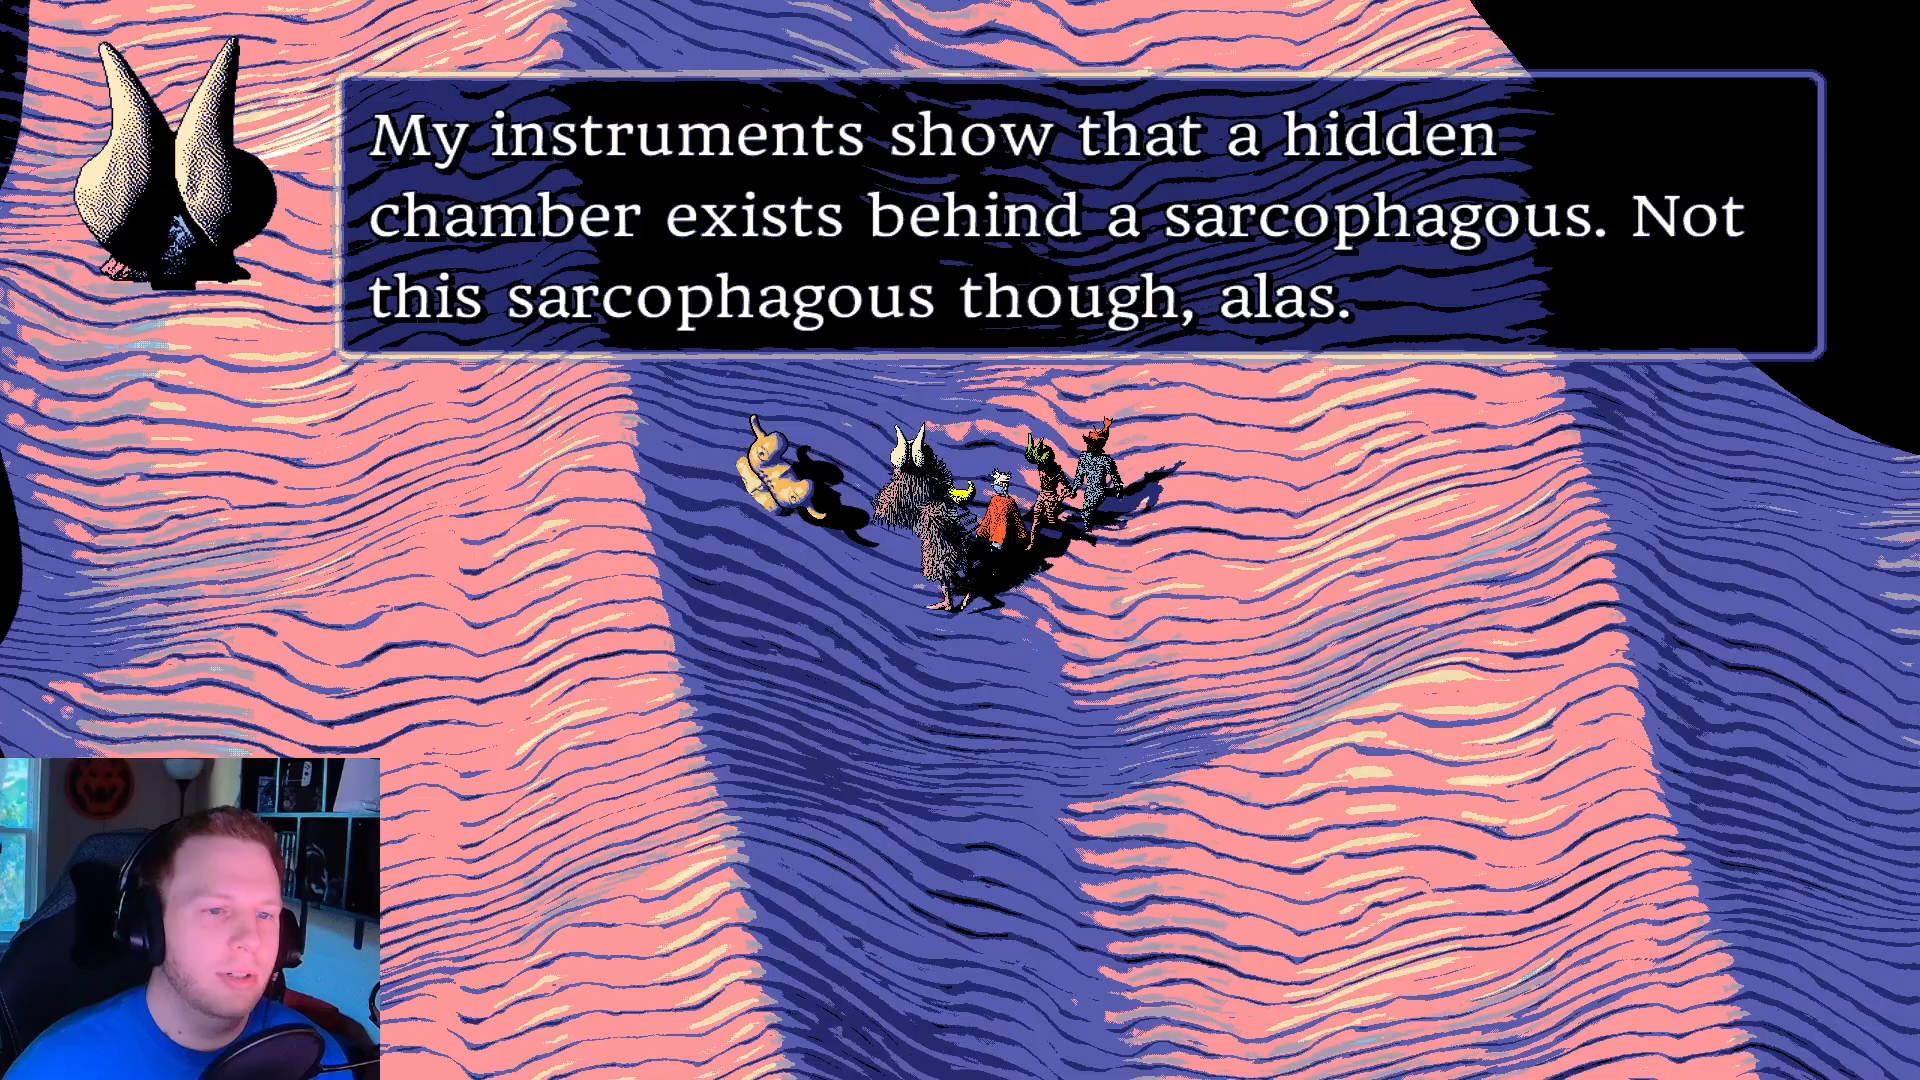 My instruments show that a hidden
chamber exists behind a sarcophagous. Not
this sarcophagous though, alas.